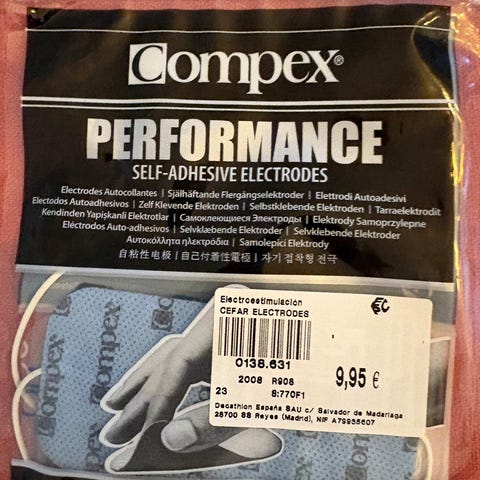 Compex®
PERFORMANCE
SELF-ADHESIVE ELECTRODES
Electrodes Autocollantes | Självhäftande Flergångselektroder | Elettrodi Autoadesivi
Electodos Autoadhesivos | Zelf Klevende Elektroden | Selbstklebende Elektroden | Tarraelektrodit
Kendinden Yapişkanli Elektrotlar | Самоклеющиеся Электроды | Elektrody Samoprzylepne
Eléctrodos Auto-adhesivos | Selvklæbende Elektroder | Selvklebende Elektroder
Αυτοκόλλητα ηλεκτρόδια | Samolepici Elektrody
自粘性电极 | 自己付着性電極 | 자기 접착형 전극
Electroestimulación
CEFAR ELECTRODES
0138.631
2008 R908
23 S:770F1
9,95 €
Decathlon España SAU c/ Salvador de Madariaga
28700 SS Reyes (Madrid), NIF A79935607
Compex
Compex